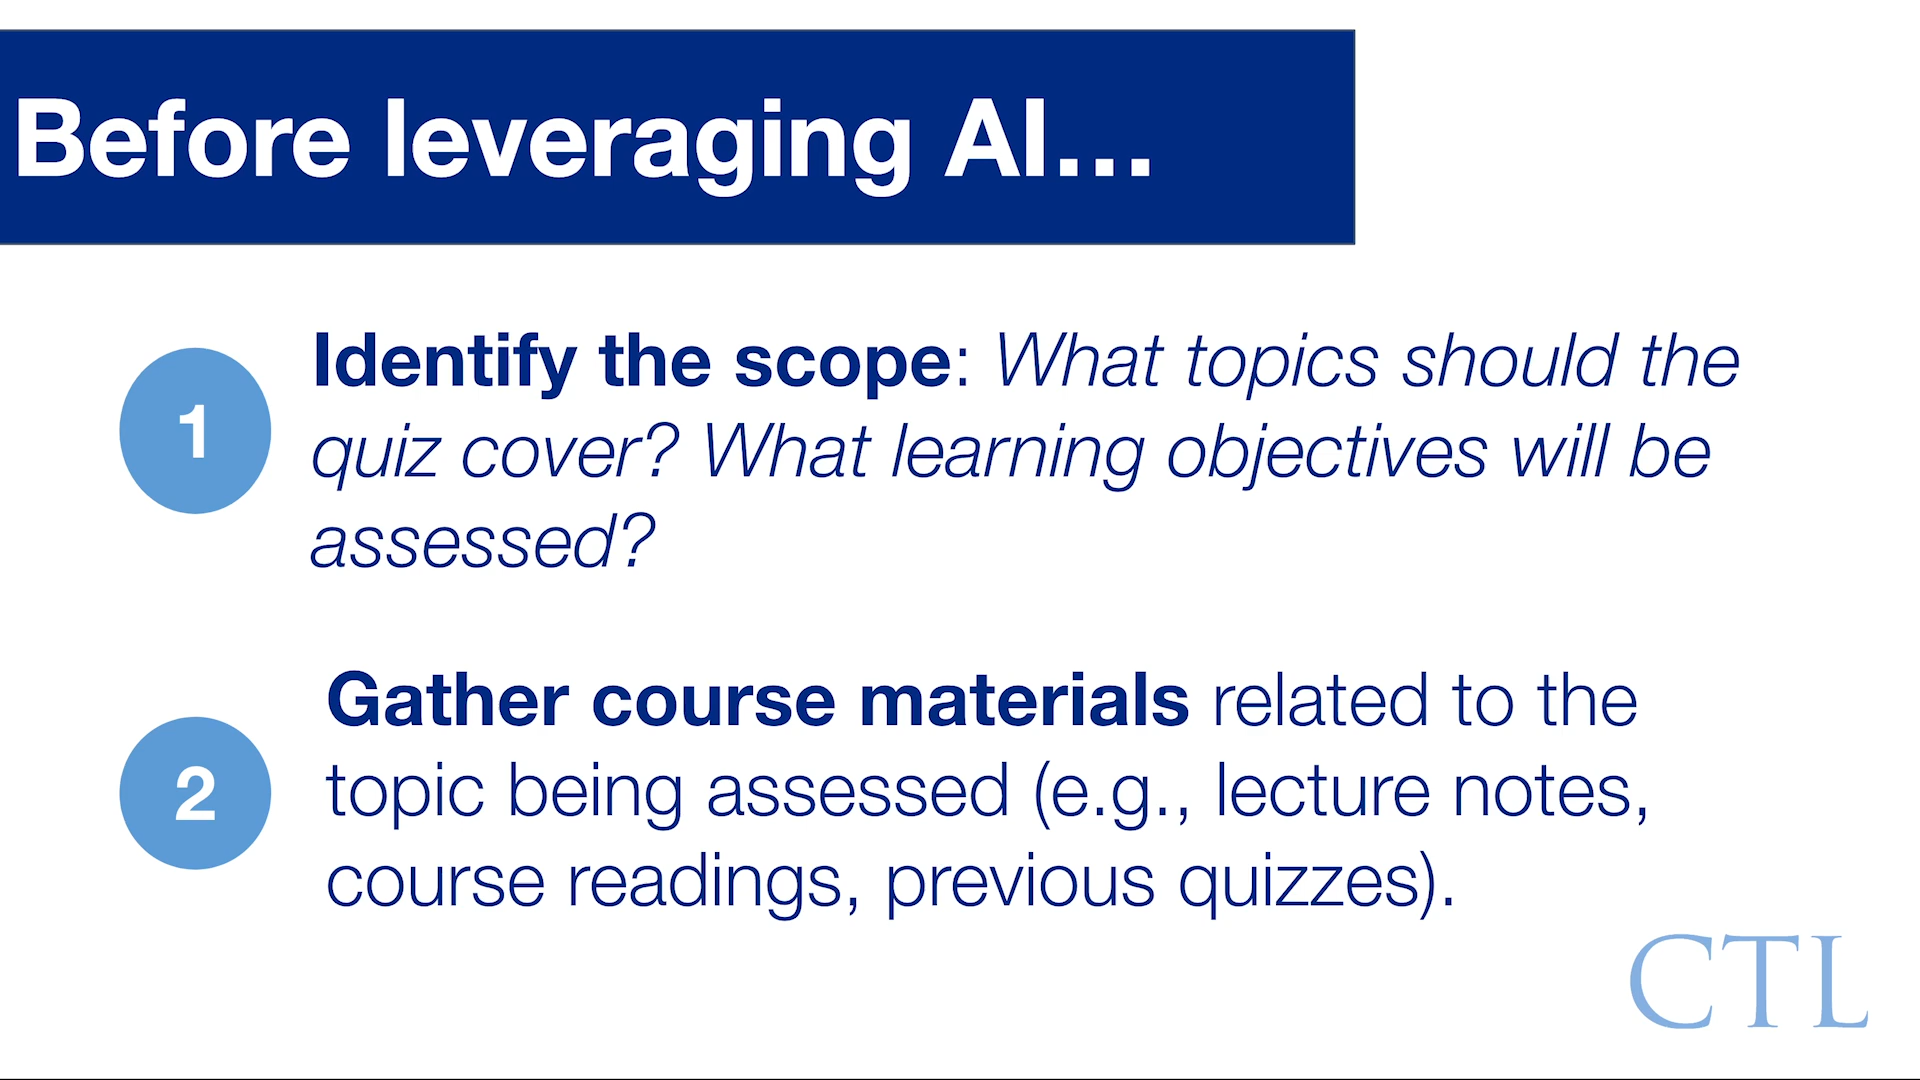 Before leveraging AI…
1
Identify the scope: What topics should the
quiz cover? What learning objectives will be
assessed?
2
Gather course materials related to the
topic being assessed (e.g., lecture notes,
course readings, previous quizzes).
CTL